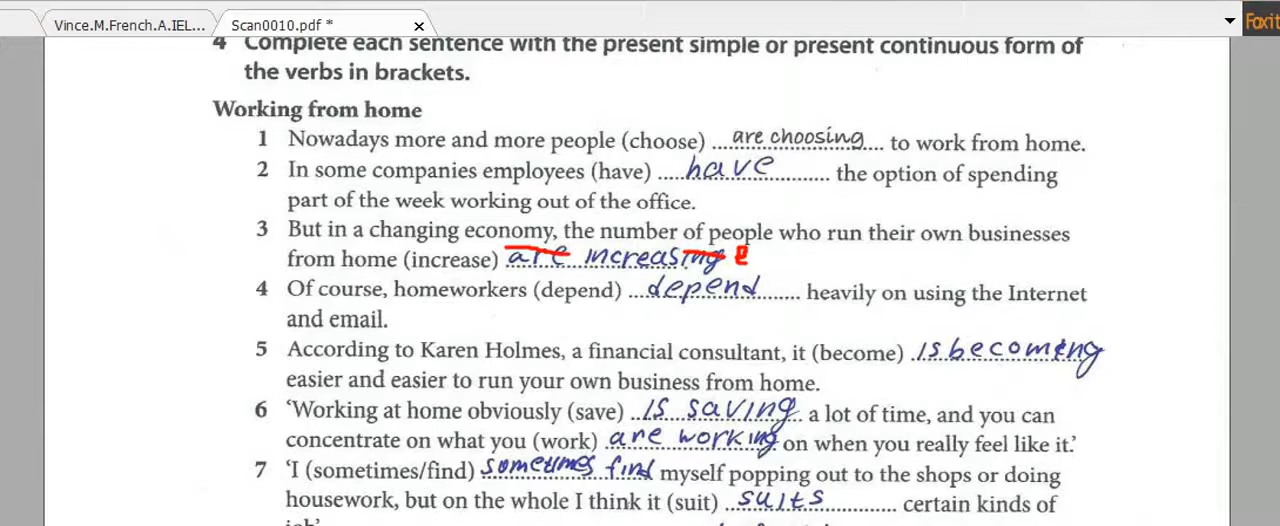 Vince.M.French.A.IEL... Scan0010.pdf * Foxit
4 Complete each sentence with the present simple or present continuous form of
the verbs in brackets.
Working from home
1 Nowadays more and more people (choose) ...are choosing... to work from home.
2 In some companies employees (have) ...have... the option of spending
part of the week working out of the office.
3 But in a changing economy, the number of people who run their own businesses
from home (increase) are increasing e
4 Of course, homeworkers (depend) ...depend... heavily on using the Internet
and email.
5 According to Karen Holmes, a financial consultant, it (become) is becoming
easier and easier to run your own business from home.
6 ‘Working at home obviously (save) ...is saving a lot of time, and you can
concentrate on what you (work) are working on when you really feel like it.’
7 ‘I (sometimes/find) sometimes find myself popping out to the shops or doing
housework, but on the whole I think it (suit) ...suits... certain kinds of
job’